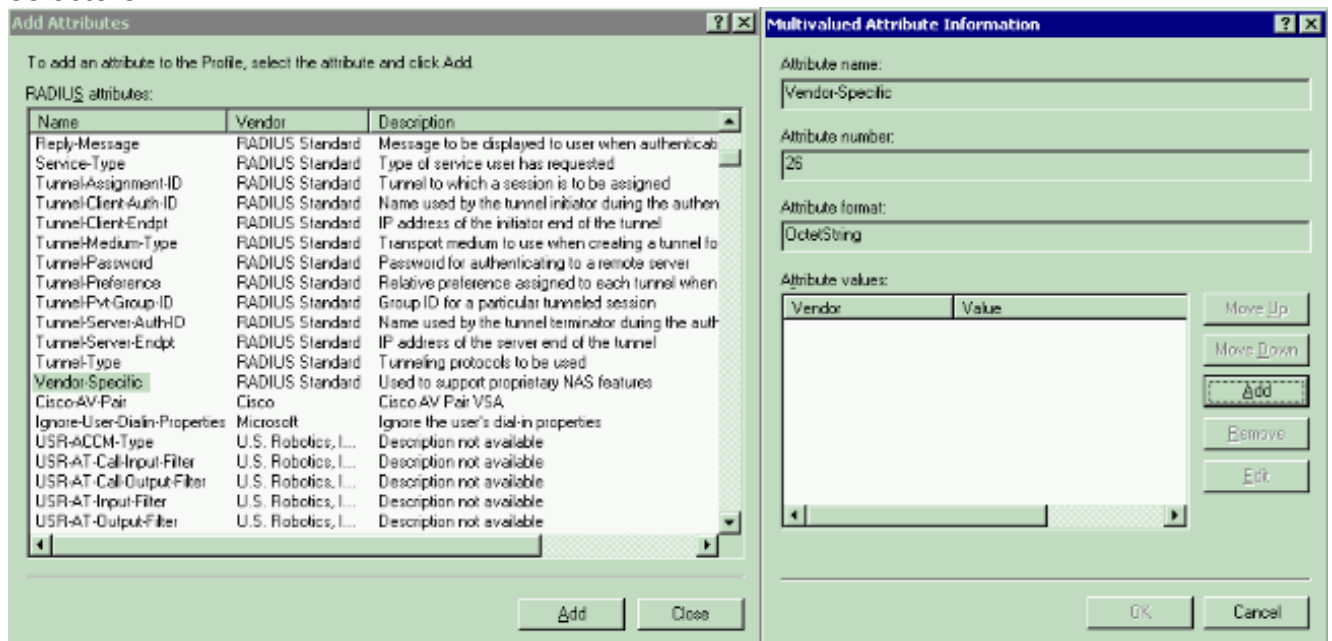 Add Attributes
To add an attribute to the Profile, select the attribute and click Add.
RADIUS attributes:
Name Vendor Description
Reply-Message RADIUS Standard Message to be displayed to user when authenticati
Service-Type RADIUS Standard Type of service user has requested
Tunnel-Assignment-ID RADIUS Standard Tunnel to which a session is to be assigned
Tunnel-Client-Auth-ID RADIUS Standard Name used by the tunnel initiator during the authen
Tunnel-Client-Endpt RADIUS Standard IP address of the initiator end of the tunnel
Tunnel-Medium-Type RADIUS Standard Transport medium to use when creating a tunnel fo
Tunnel-Password RADIUS Standard Password for authenticating to a remote server
Tunnel-Preference RADIUS Standard Relative preference assigned to each tunnel when
Tunnel-Pvt-Group-ID RADIUS Standard Group ID for a particular tunneled session
Tunnel-Server-Auth-ID RADIUS Standard Name used by the tunnel terminator during the auth
Tunnel-Server-Endpt RADIUS Standard IP address of the server end of the tunnel
Tunnel-Type RADIUS Standard Tunneling protocols to be used
Vendor-Specific RADIUS Standard Used to support proprietary NAS features
Cisco-AV-Pair Cisco Cisco AV Pair VSA
Ignore-User-Dialin-Properties Microsoft Ignore the user's dial-in properties
USR-ACCM-Type U.S. Robotics, I... Description not available
USR-AT-Call-Input-Filter U.S. Robotics, I... Description not available
USR-AT-Call-Output-Filter U.S. Robotics, I... Description not available
USR-AT-Input-Filter U.S. Robotics, I... Description not available
USR-AT-Output-Filter U.S. Robotics, I... Description not available
Add Close
Multivalued Attribute Information
Attribute name:
Vendor-Specific
Attribute number:
26
Attribute format:
OctetString
Attribute values:
Vendor Value
Move Up
Move Down
Add
Remove
Edit
OK Cancel